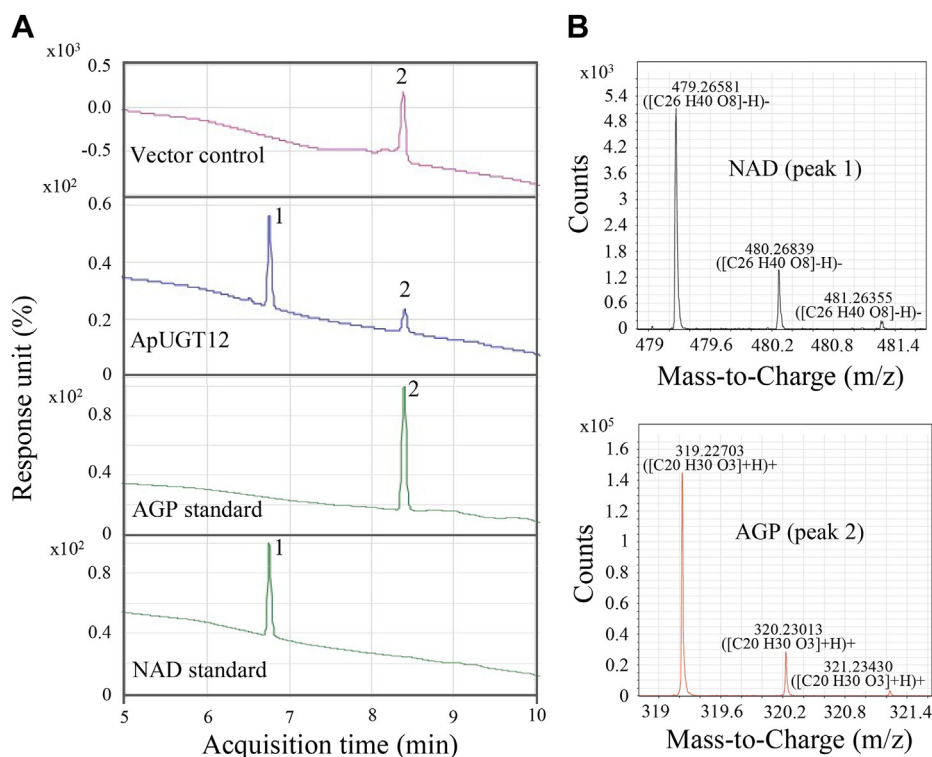 A
x10³
0.5
0.0
-0.5
2
Vector control
x10²
0.6
0.4
0.2
0
1
2
ApUGT12
x10²
0.8
0.4
0
2
AGP standard
x10²
0.8
0.4
0
1
NAD standard
5 6 7 8 9 10
Acquisition time (min)
Response unit (%)
B
x10³
5.4
4.8
4.2
3.6
3
2.4
1.8
1.2
0.6
0
479.26581
([C26 H40 O8]-H)-
NAD (peak 1)
480.26839
([C26 H40 O8]-H)-
481.26355
([C26 H40 O8]-H)-
479 479.6 480.2 480.8 481.4
Mass-to-Charge (m/z)
Counts
x10⁵
1.6
1.4
1.2
1
0.8
0.6
0.4
0.2
0
319.22703
([C20 H30 O3]+H)+
AGP (peak 2)
320.23013
([C20 H30 O3]+H)+
321.23430
([C20 H30 O3]+H)+
319 319.6 320.2 320.8 321.4
Mass-to-Charge (m/z)
Counts